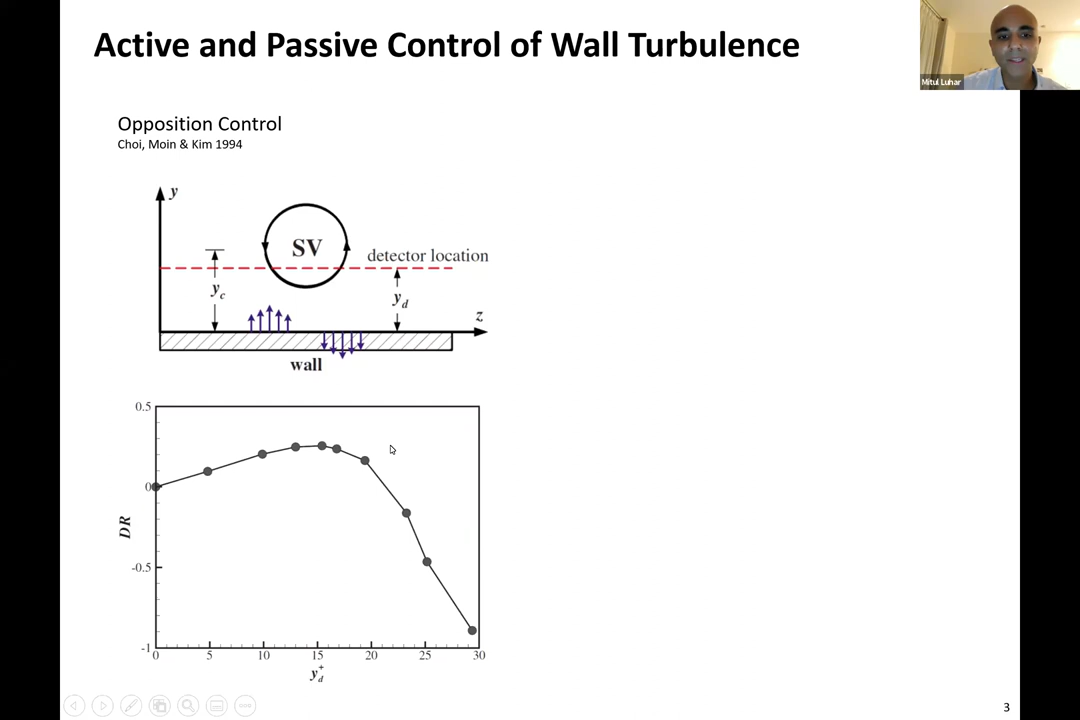 Active and Passive Control of Wall Turbulence
Mitul Luhar
Opposition Control
Choi, Moin & Kim 1994
y
SV
detector location
y_c
y_d
z
wall
0.5
0
-0.5
-1
DR
0 5 10 15 20 25 30
y_d^+
3